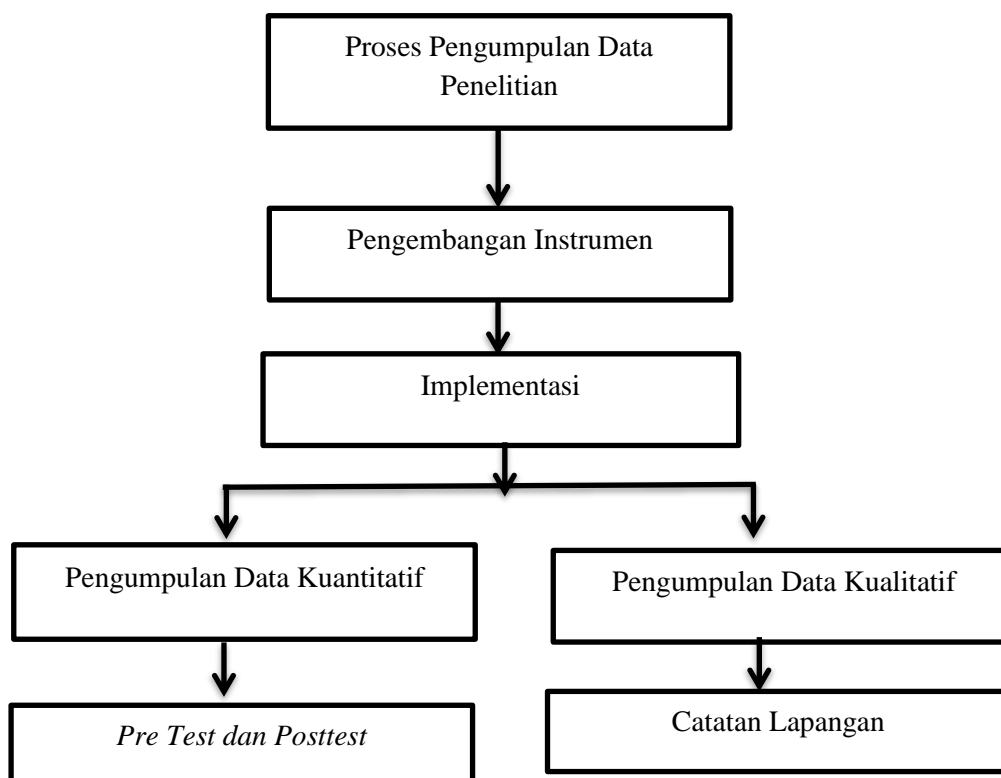 Proses Pengumpulan Data
Penelitian
Pengembangan Instrumen
Implementasi
Pengumpulan Data Kuantitatif
Pengumpulan Data Kualitatif
Pre Test dan Posttest
Catatan Lapangan